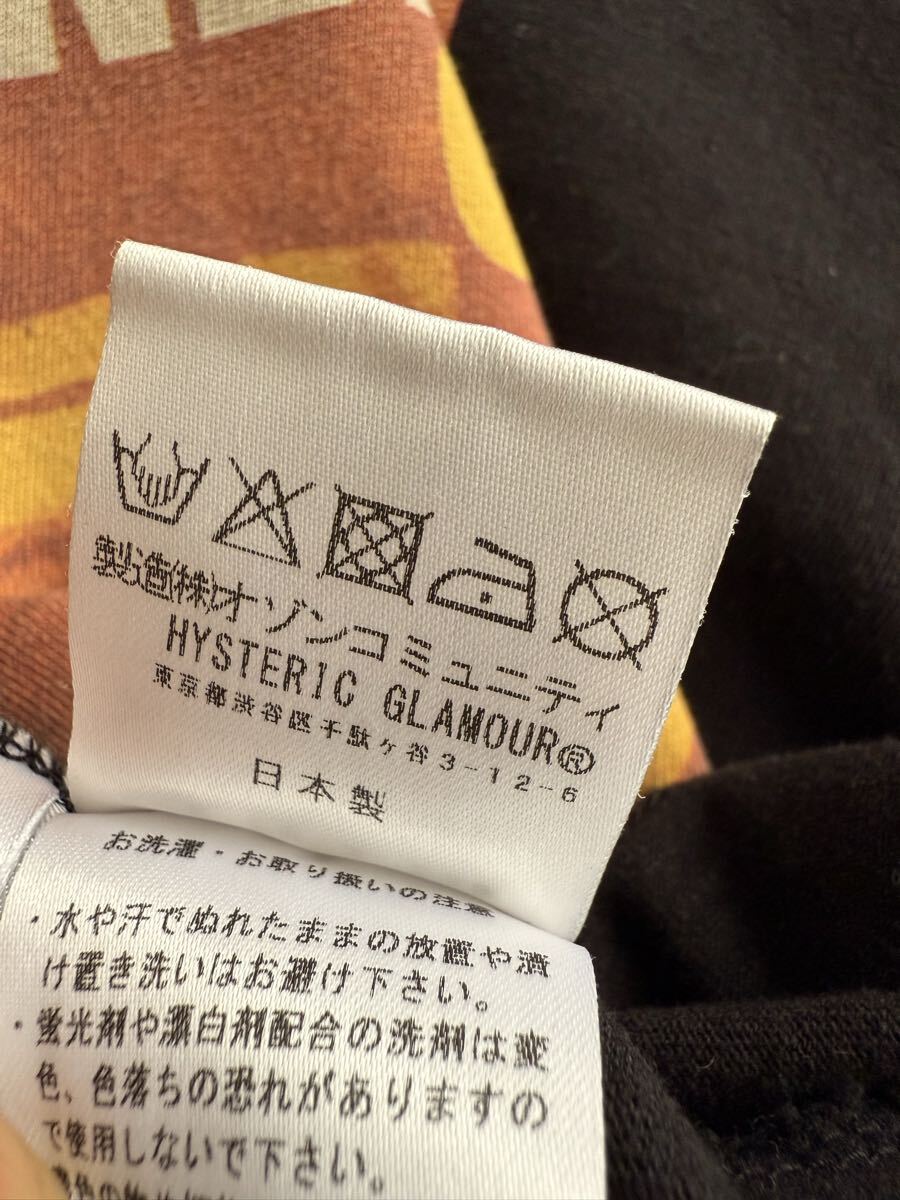 製造(株)オゾンコミュニティ
HYSTERIC GLAMOUR®
東京都渋谷区千駄ヶ谷3-12-6
日本製
お洗濯・お取り扱いの注意
・水や汗でぬれたままの放置や漬
け置き洗いはお避け下さい。
・蛍光剤や漂白剤配合の洗剤は変
色、色落ちの恐れがありますの
で使用しないで下さい。